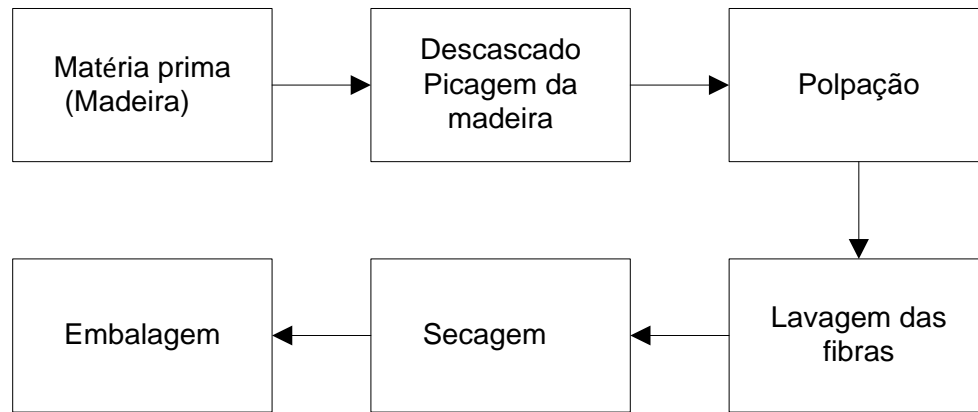 Matéria prima
(Madeira)
Descascado
Picagem da
madeira
Polpação
Lavagem das
fibras
Secagem
Embalagem